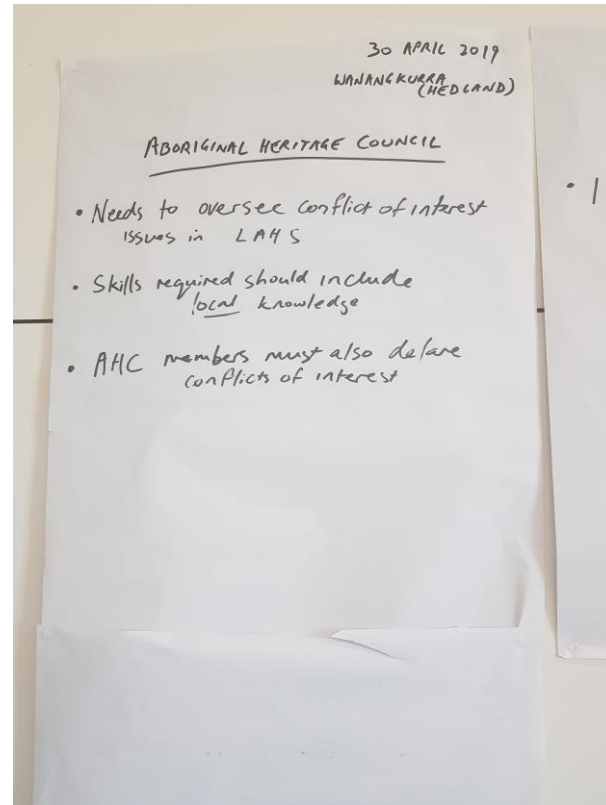 30 APRIL 2019
WANANGKURRA
(HEDLAND)
ABORIGINAL HERITAGE COUNCIL
• Needs to oversee conflict of interest
issues in LAHS
• Skills required should include
local knowledge
• AHC members must also delare
conflicts of interest
•